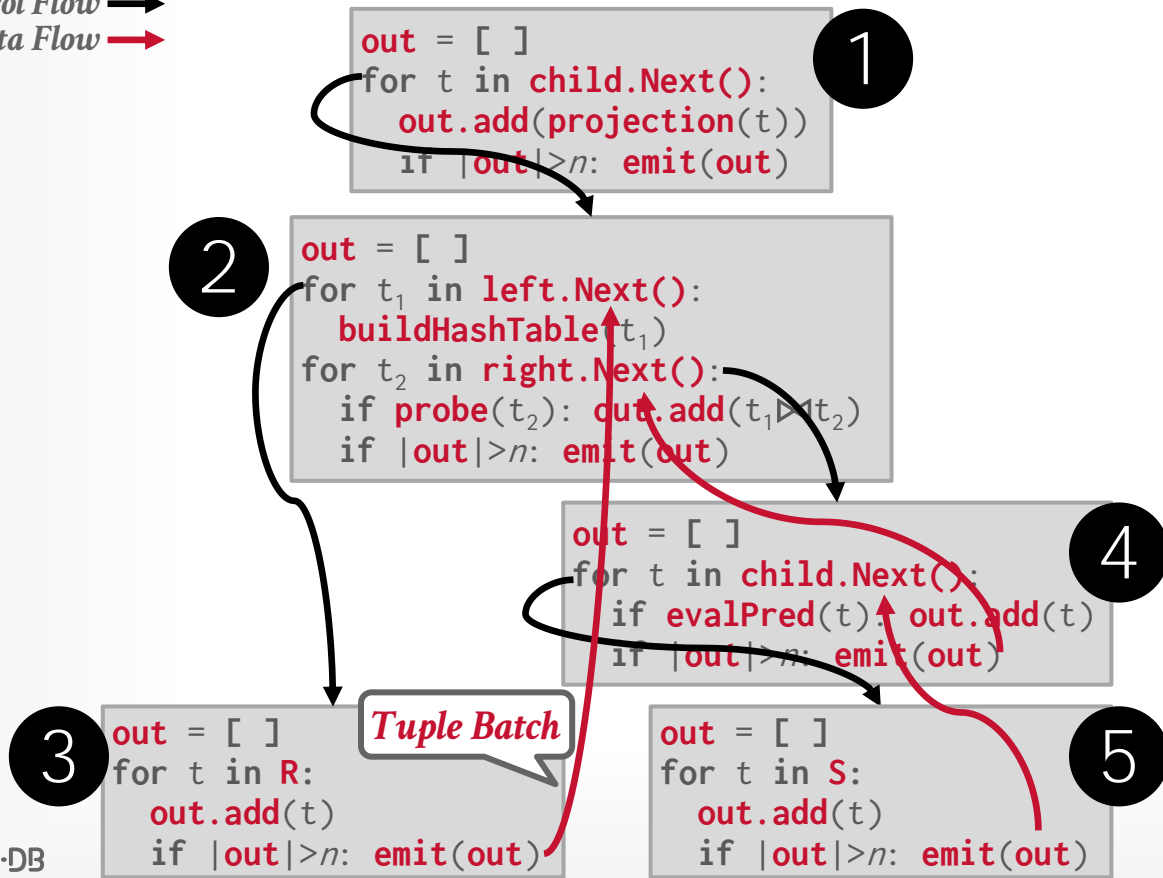 ol Flow
ta Flow
1
out = [ ]
for t in child.Next():
out.add(projection(t))
if |out|>n: emit(out)
2
out = [ ]
for t₁ in left.Next():
buildHashTable(t₁)
for t₂ in right.Next():
if probe(t₂): out.add(t₁⨝t₂)
if |out|>n: emit(out)
4
out = [ ]
for t in child.Next():
if evalPred(t): out.add(t)
if |out|>n: emit(out)
3
Tuple Batch
out = [ ]
for t in R:
out.add(t)
if |out|>n: emit(out)
5
out = [ ]
for t in S:
out.add(t)
if |out|>n: emit(out)
·DB